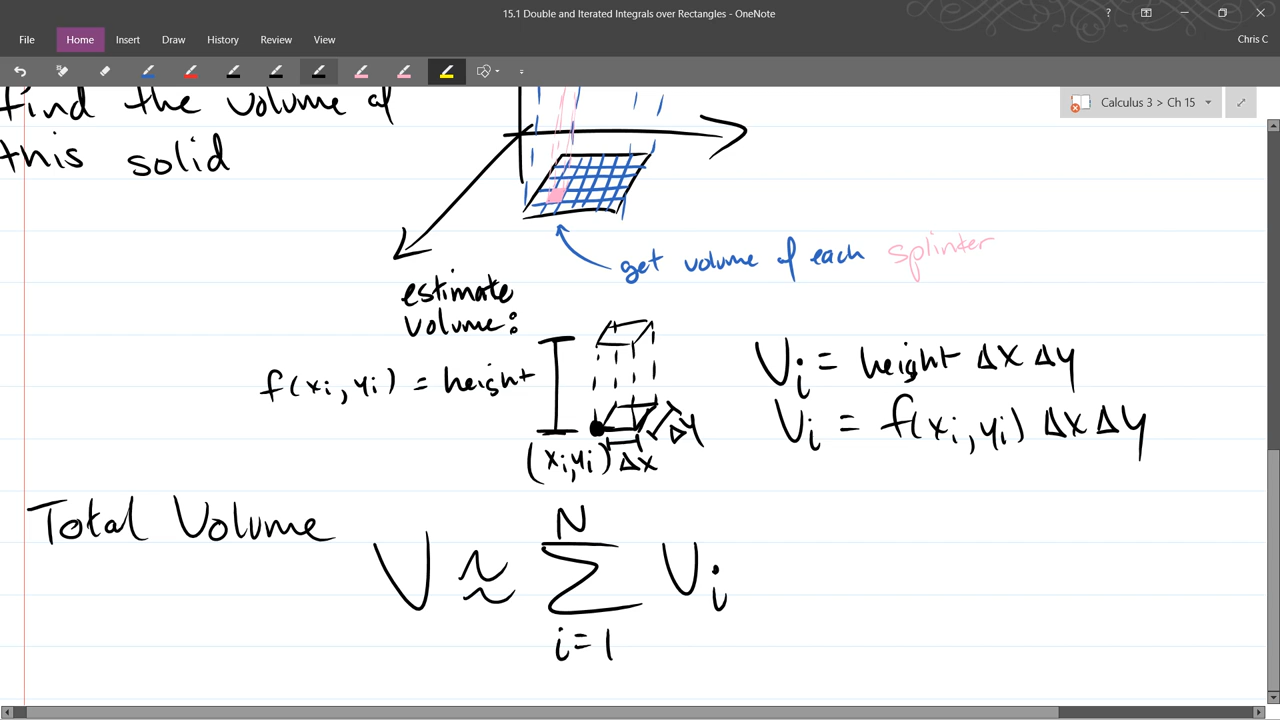 15.1 Double and Iterated Integrals over Rectangles - OneNote
?
File Home Insert Draw History Review View
Chris C
Calculus 3 > Ch 15
find the volume of
this solid
get volume of each splinter
estimate
volume:
f(xi, yi) = height
Vi = height Δx Δy
Vi = f(xi, yi) Δx Δy
Δy
(xi, yi) Δx
Total Volume
N
V ≈ Σ Vi
i=1